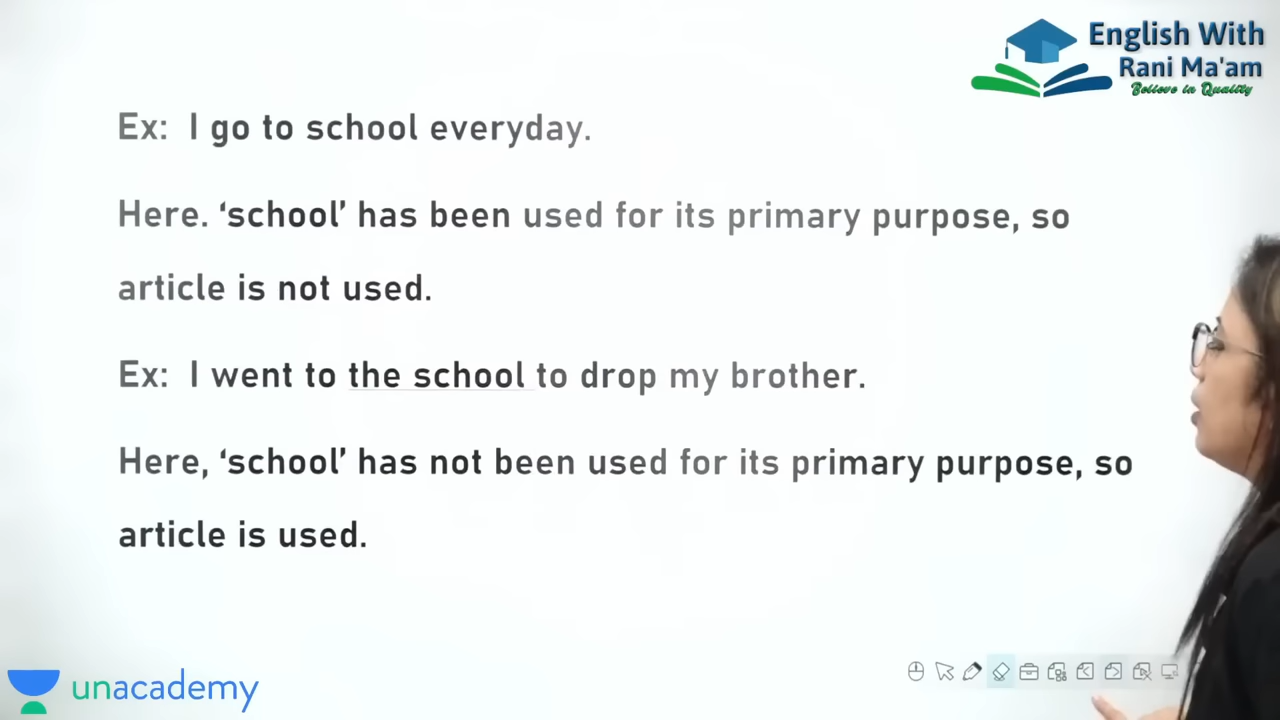 English With
Rani Ma'am
Believe in Quality
Ex: I go to school everyday.
Here. ‘school’ has been used for its primary purpose, so
article is not used.
Ex: I went to the school to drop my brother.
Here, ‘school’ has not been used for its primary purpose, so
article is used.
unacademy